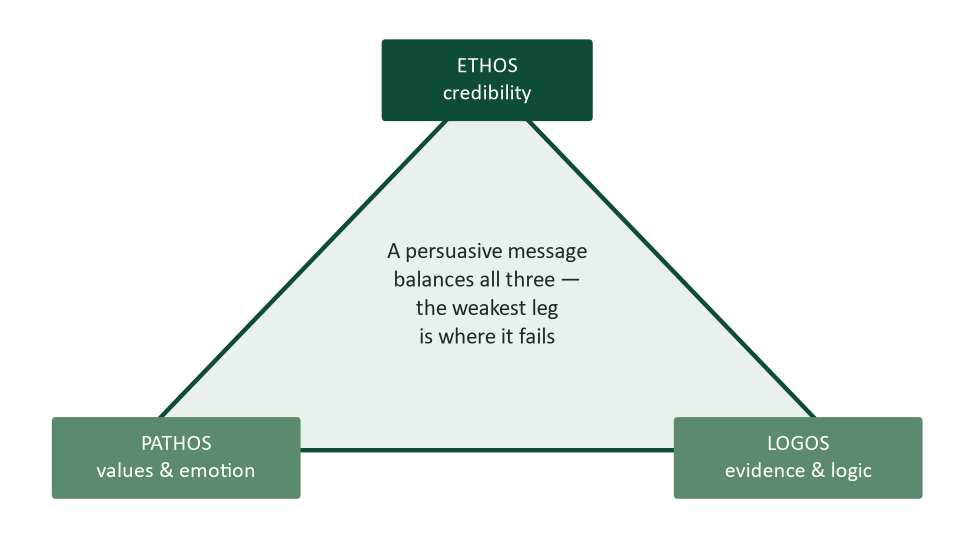 ETHOS
credibility
A persuasive message
balances all three —
the weakest leg
is where it fails
PATHOS
values & emotion
LOGOS
evidence & logic